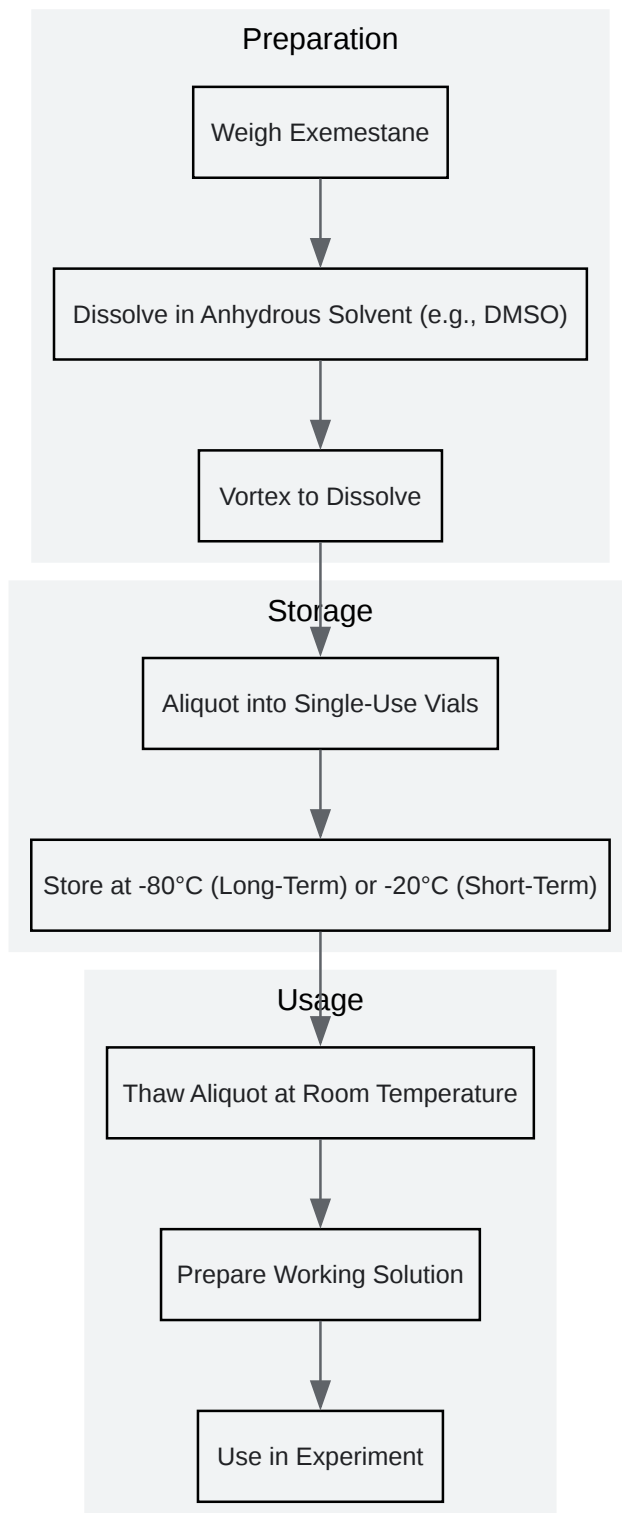 Preparation
Weigh Exemestane
Dissolve in Anhydrous Solvent (e.g., DMSO)
Vortex to Dissolve
Storage
Aliquot into Single-Use Vials
Store at -80°C (Long-Term) or -20°C (Short-Term)
Usage
Thaw Aliquot at Room Temperature
Prepare Working Solution
Use in Experiment